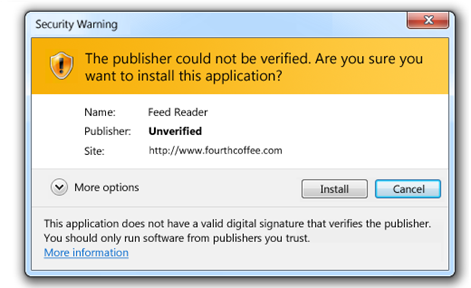 Security Warning
The publisher could not be verified. Are you sure you
want to install this application?
Name: Feed Reader
Publisher: Unverified
Site: http://www.fourthcoffee.com
More options Install Cancel
This application does not have a valid digital signature that verifies the publisher.
You should only run software from publishers you trust.
More information